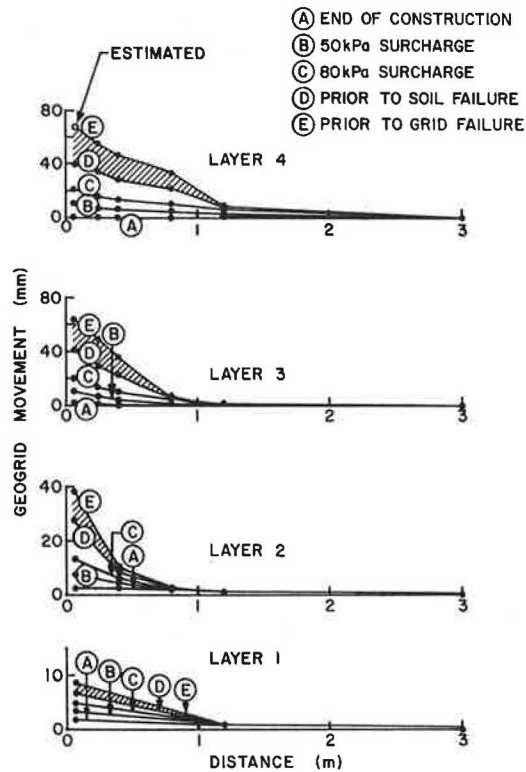 Ⓐ END OF CONSTRUCTION
Ⓑ 50kPa SURCHARGE
Ⓒ 80kPa SURCHARGE
Ⓓ PRIOR TO SOIL FAILURE
Ⓔ PRIOR TO GRID FAILURE
ESTIMATED
80
40
0
Ⓔ
Ⓓ
Ⓒ
Ⓑ
Ⓐ
LAYER 4
1 2 3
80
40
0
Ⓔ Ⓑ
Ⓓ
Ⓒ
Ⓐ
LAYER 3
0 1 2 3
GEOGRID MOVEMENT (mm)
40
20
0
Ⓔ
Ⓓ Ⓒ
Ⓐ
Ⓑ
LAYER 2
0 1 2 3
LAYER 1
10
0
Ⓐ Ⓑ Ⓒ Ⓓ Ⓔ
0 1 2 3
DISTANCE (m)